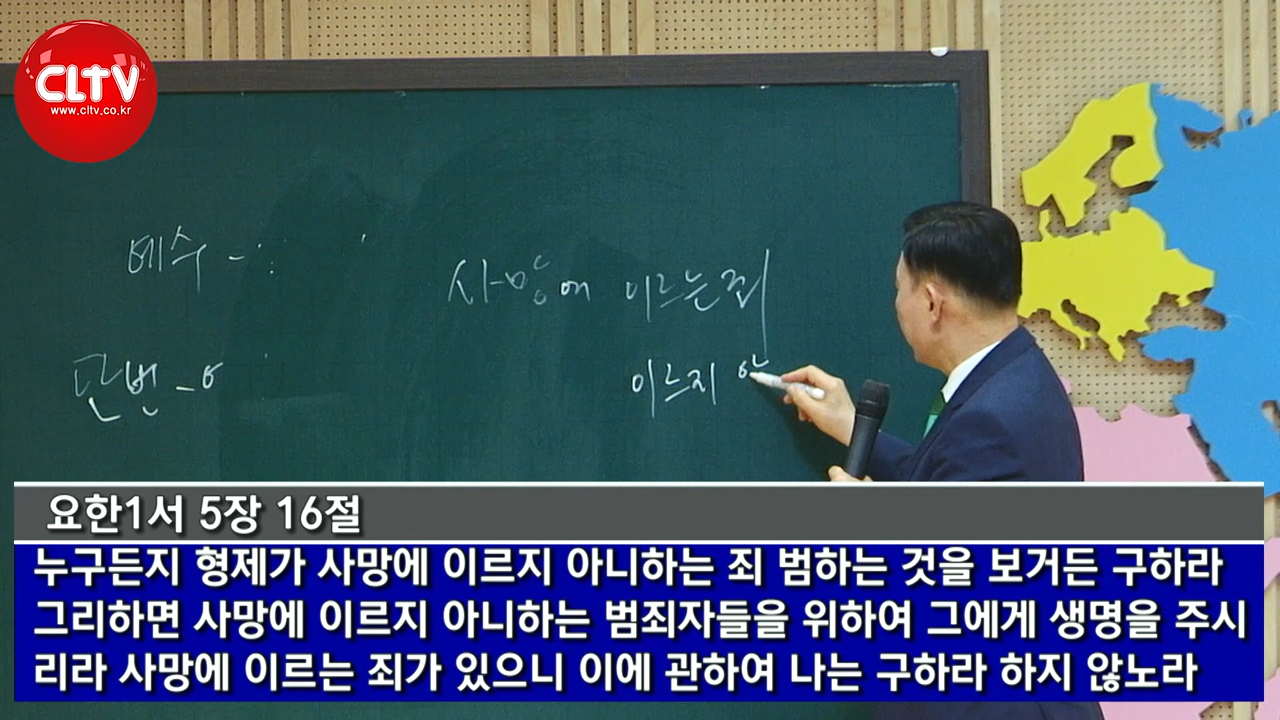 CLTV
www.cltv.co.kr
예수 -
사망에 이르는 죄
단번 -
이르지
요한1서 5장 16절
누구든지 형제가 사망에 이르지 아니하는 죄 범하는 것을 보거든 구하라
그리하면 사망에 이르지 아니하는 범죄자들을 위하여 그에게 생명을 주시
리라 사망에 이르는 죄가 있으니 이에 관하여 나는 구하라 하지 않노라